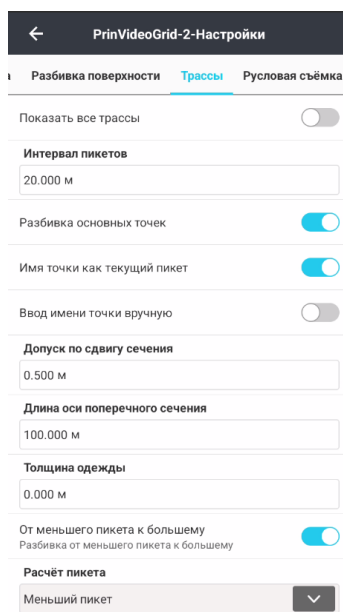 PrinVideoGrid-2-Настройки
а Разбивка поверхности Трассы Русловая съёмка
Показать все трассы
Интервал пикетов
20.000 м
Разбивка основных точек
Имя точки как текущий пикет
Ввод имени точки вручную
Допуск по сдвигу сечения
0.500 м
Длина оси поперечного сечения
100.000 м
Толщина одежды
0.000 м
От меньшего пикета к большему
Разбивка от меньшего пикета к большему
Расчёт пикета
Меньший пикет